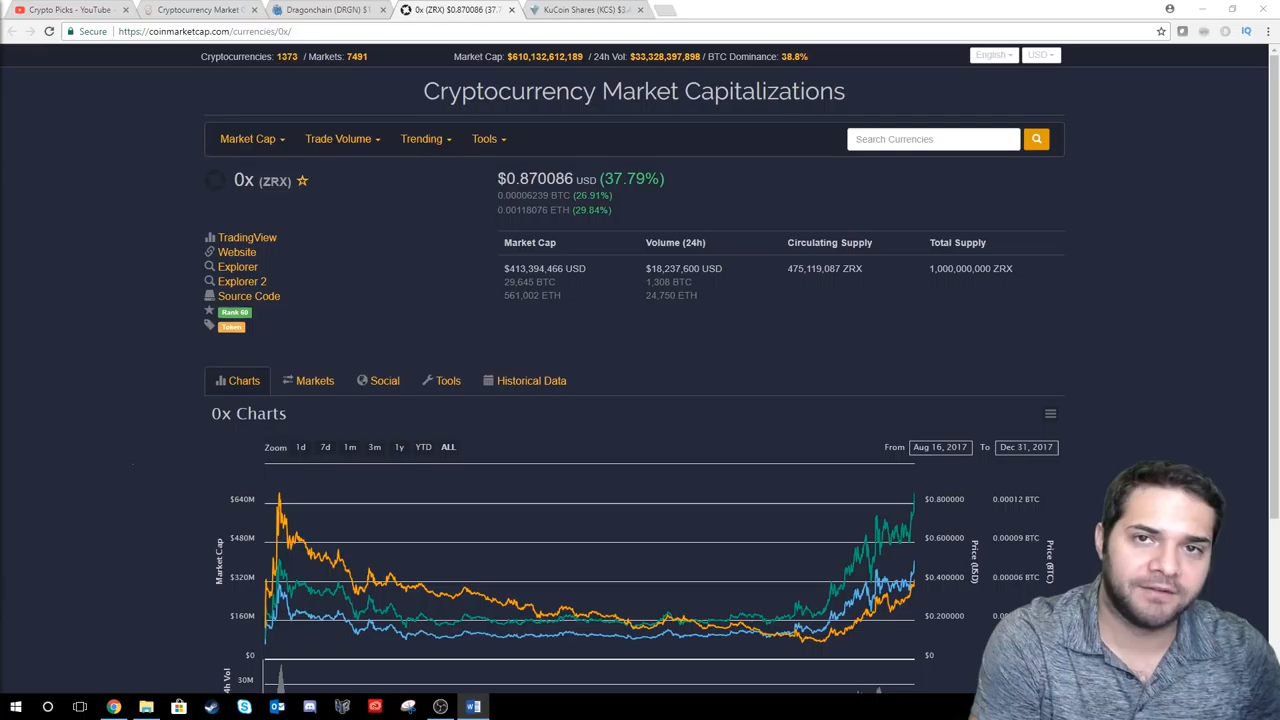 Crypto Picks - YouTube
Cryptocurrency Market C
Dragonchain (DRGN) $1
0x (ZRX) $0.870086 (37.7
KuCoin Shares (KCS) $3.4
Secure
https://coinmarketcap.com/currencies/0x/
Cryptocurrencies: 1373 / Markets: 7491
Market Cap: $610,132,612,189 / 24h Vol: $33,328,397,898 / BTC Dominance: 38.8%
English
USD
Cryptocurrency Market Capitalizations
Market Cap
Trade Volume
Trending
Tools
Search Currencies
0x (ZRX)
$0.870086 USD (37.79%)
0.00006239 BTC (26.91%)
0.00118076 ETH (29.84%)
TradingView
Website
Explorer
Explorer 2
Source Code
Rank 60
Token
Market Cap
Volume (24h)
Circulating Supply
Total Supply
$413,394,466 USD
$18,237,600 USD
475,119,087 ZRX
1,000,000,000 ZRX
29,645 BTC
1,308 BTC
561,002 ETH
24,750 ETH
Charts
Markets
Social
Tools
Historical Data
0x Charts
Zoom 1d 7d 1m 3m 1y YTD ALL
From Aug 16, 2017 To Dec 31, 2017
$640M
$0.800000
0.00012 BTC
$480M
$0.600000
0.00009 BTC
$320M
$0.400000
0.00006 BTC
$160M
$0.200000
$0
$0
Market Cap
Price (USD)
Price (BTC)
30M